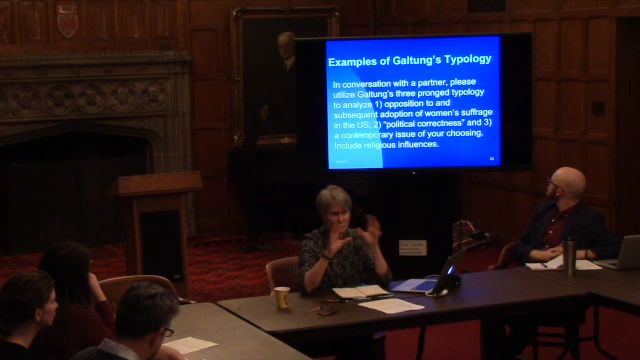 Examples of Galtung's Typology
In conversation with a partner, please
utilize Galtung's three pronged typology
to analyze 1) opposition to and
subsequent adoption of women's suffrage
in the US; 2) "political correctness" and 3)
a contemporary issue of your choosing.
Include religious influences.